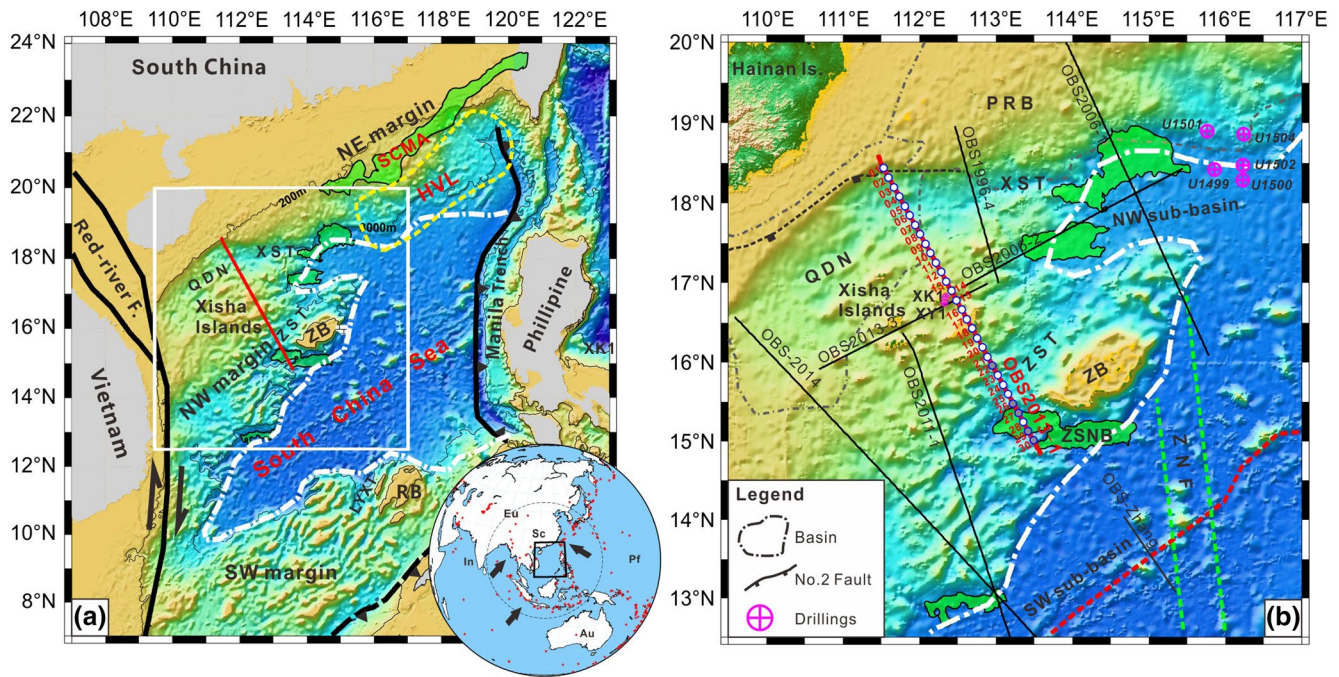 108°E 110°E 112°E 114°E 116°E 118°E 120°E 122°E
24°N
22°N
20°N
18°N
16°N
14°N
12°N
10°N
8°N
South China
NE margin
SCMA
HVL
200m
3000m
Red-river F.
XST
QDN
Xisha
Islands
ZST
ZB
NW margin
South China Sea
Manila Trench
Phillipine
XK1
Vietnam
LYXT
RB
SW margin
(a)
Eu
Sc
In
Pf
Au
110°E 111°E 112°E 113°E 114°E 115°E 116°E 117°E
20°N
19°N
18°N
17°N
16°N
15°N
14°N
13°N
Hainan Is.
PRB
OBS2006-
U1501
U1504
U1502
U1499
U1500
OBS1996-4
XST
NW sub-basin
QDN
OBS2006-
Xisha
Islands
XK1
XY1
OBS2013-3
OBS-2014
OBS2011-1
ZST
OBS2013-1
ZB
ZSNB
ZNF
SW sub-basin
Legend
Basin
No.2 Fault
Drillings
(b)